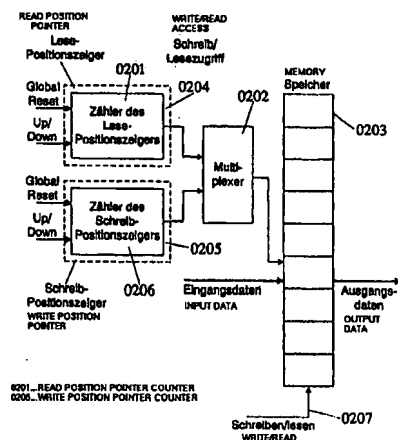 READ POSITION
POINTER
Lese-
Positionszeiger
0201
Global
Reset
Up/
Down
Zähler des
Lese-
Positionszeigers
0204
WRITE/READ
ACCESS
Schreib/
Lesezugriff
0202
Multi-
plexer
MEMORY
Speicher
0203
Global
Reset
Up/
Down
Zähler des
Schreib-
Positionszeigers
0205
0206
Schreib-
Positionszeiger
WRITE POSITION
POINTER
Eingangsdaten
INPUT DATA
Ausgangs-
daten
OUTPUT
DATA
0201...READ POSITION POINTER COUNTER
0206...WRITE POSITION POINTER COUNTER
Schreiben/lesen
WRITE/READ
0207